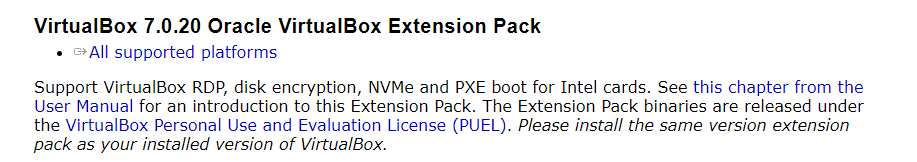 VirtualBox 7.0.20 Oracle VirtualBox Extension Pack
• All supported platforms
Support VirtualBox RDP, disk encryption, NVMe and PXE boot for Intel cards. See this chapter from the
User Manual for an introduction to this Extension Pack. The Extension Pack binaries are released under
the VirtualBox Personal Use and Evaluation License (PUEL). Please install the same version extension
pack as your installed version of VirtualBox.